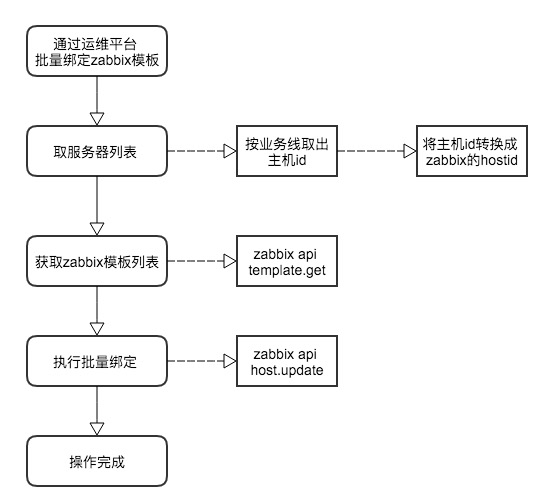 通过运维平台
批量绑定zabbix模板
取服务器列表
按业务线取出
主机id
将主机id转换成
zabbix的hostid
获取zabbix模板列表
zabbix api
template.get
执行批量绑定
zabbix api
host.update
操作完成